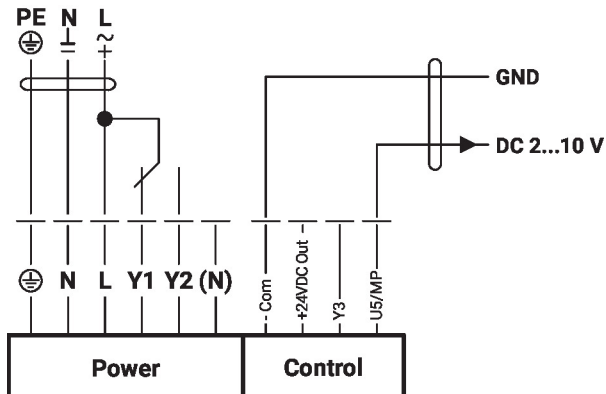 PE N L
GND
DC 2...10 V
N L Y1 Y2 (N)
- Com
+24VDC Out -
Y3
U5/MP
Power
Control